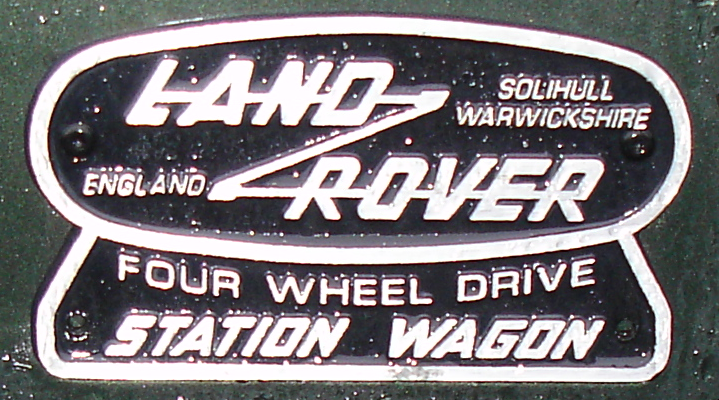 LAND
SOLIHULL
WARWICKSHIRE
ENGLAND
ROVER
FOUR WHEEL DRIVE
STATION WAGON